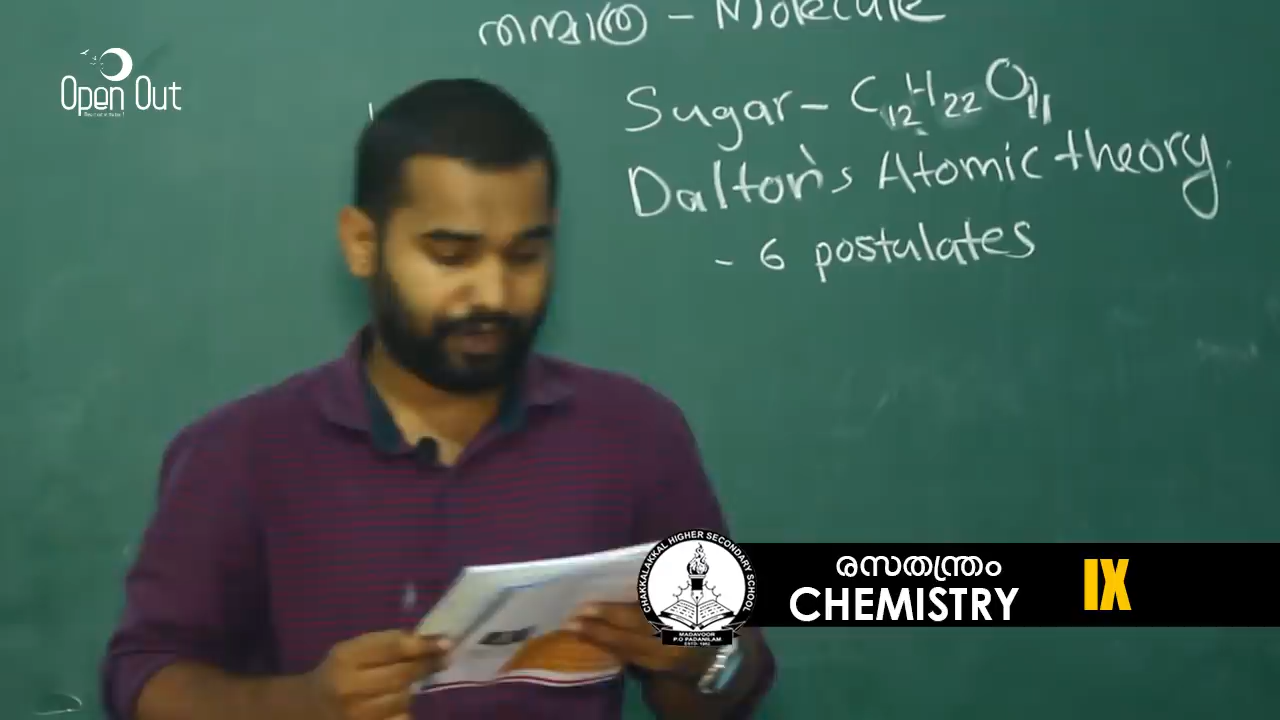 തന്മാത്ര - Molecule
Open Out
Sugar - C12H22O11
Dalton's Atomic theory
- 6 postulates
CHAKKALAKKAL HIGHER SECONDARY SCHOOL
MADAVOOR
P.O PADANILAM
രസതന്ത്രം
CHEMISTRY
IX